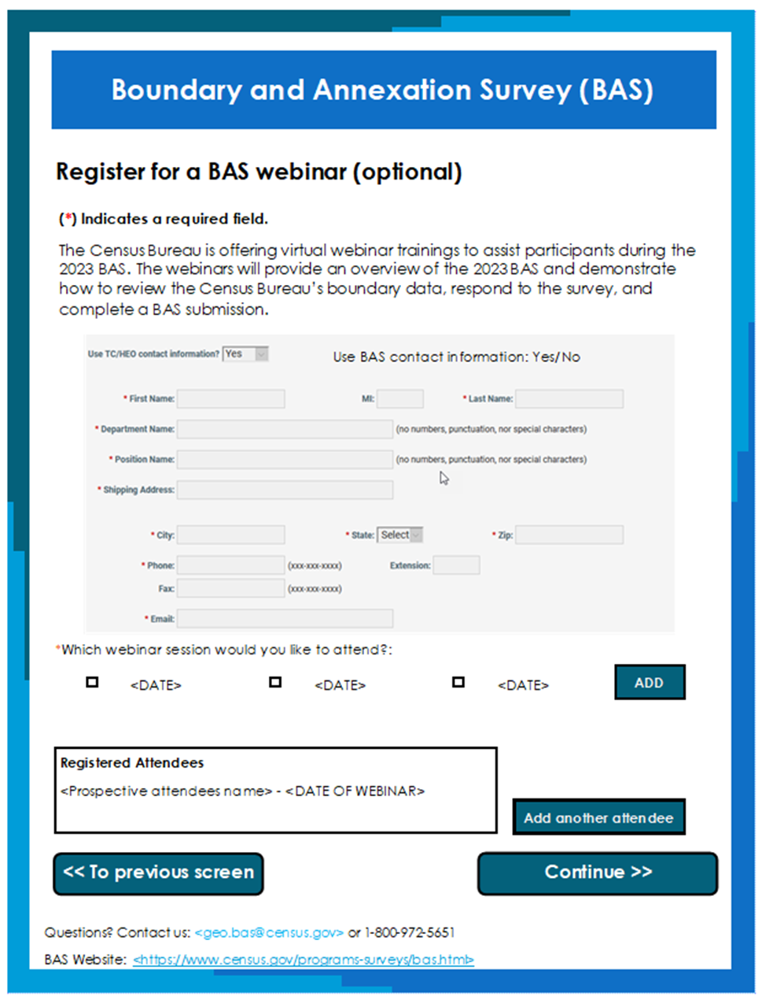 Boundary and Annexation Survey (BAS)
Register for a BAS webinar (optional)
(*) Indicates a required field.
The Census Bureau is offering virtual webinar trainings to assist participants during the
2023 BAS. The webinars will provide an overview of the 2023 BAS and demonstrate
how to review the Census Bureau's boundary data, respond to the survey, and
complete a BAS submission.
Use TC/HEO contact information? Yes Use BAS contact information: Yes/No
* First Name: MI: * Last Name:
* Department Name: (no numbers, punctuation, nor special characters)
* Position Name: (no numbers, punctuation, nor special characters)
* Shipping Address:
* City: * State: Select * Zip:
* Phone: (xxx-xxx-xxxx) Extension:
Fax: (xxx-xxx-xxxx)
* Email:
*Which webinar session would you like to attend?:
<DATE> <DATE> <DATE> ADD
Registered Attendees
<Prospective attendees name> - <DATE OF WEBINAR>
Add another attendee
<< To previous screen Continue >>
Questions? Contact us: <geo.bas@census.gov> or 1-800-972-5651
BAS Website: <https://www.census.gov/programs-surveys/bas.html>